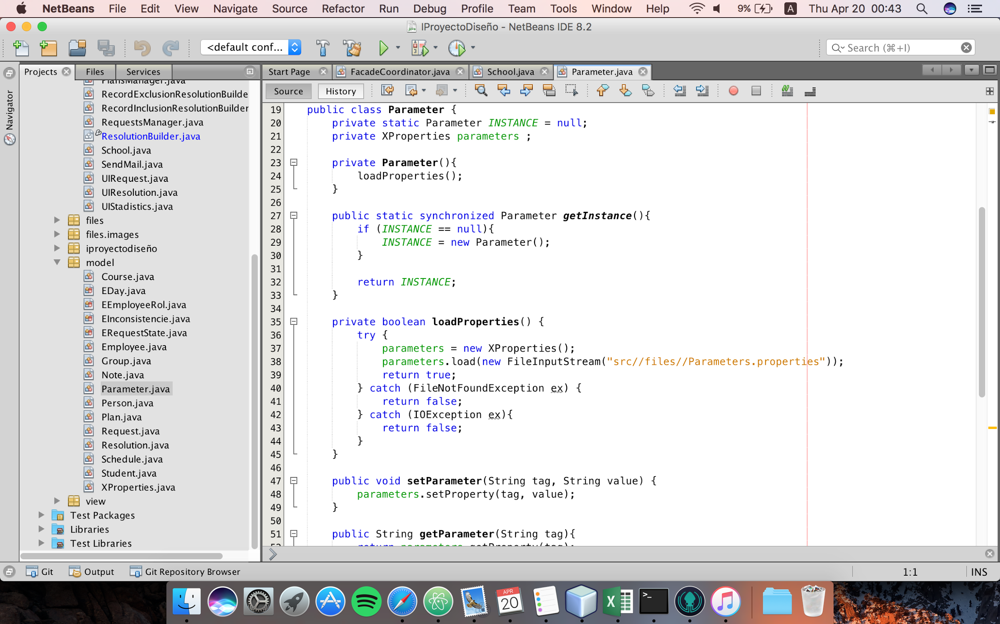 NetBeans File Edit View Navigate Source Refactor Run Debug Profile Team Tools Window Help 9% A Thu Apr 20 00:43
IProyectoDiseño - NetBeans IDE 8.2
<default conf... Search (⌘+I)
Projects Files Services
Navigator
PlansManager.java
RecordExclusionResolutionBuilde
RecordInclusionResolutionBuilder
RequestsManager.java
ResolutionBuilder.java
School.java
SendMail.java
UIRequest.java
UIResolution.java
UIStadistics.java
files
files.images
iproyectodiseño
model
Course.java
EDay.java
EEmployeeRol.java
EInconsistencie.java
ERequestState.java
Employee.java
Group.java
Note.java
Parameter.java
Person.java
Plan.java
Request.java
Resolution.java
Schedule.java
Student.java
XProperties.java
view
Test Packages
Libraries
Test Libraries
Start Page FacadeCoordinator.java School.java Parameter.java
Source History
19 public class Parameter {
20 private static Parameter INSTANCE = null;
21 private XProperties parameters ;
22
23 private Parameter(){
24 loadProperties();
25 }
26
27 public static synchronized Parameter getInstance(){
28 if (INSTANCE == null){
29 INSTANCE = new Parameter();
30 }
31
32 return INSTANCE;
33 }
34
35 private boolean loadProperties() {
36 try {
37 parameters = new XProperties();
38 parameters.load(new FileInputStream("src//files//Parameters.properties"));
39 return true;
40 } catch (FileNotFoundException ex) {
41 return false;
42 } catch (IOException ex){
43 return false;
44 }
45 }
46
47 public void setParameter(String tag, String value) {
48 parameters.setProperty(tag, value);
49 }
50
51 public String getParameter(String tag){
52 return parameters.getProperty(tag);
Git Output Git Repository Browser 1:1 INS
APR
20